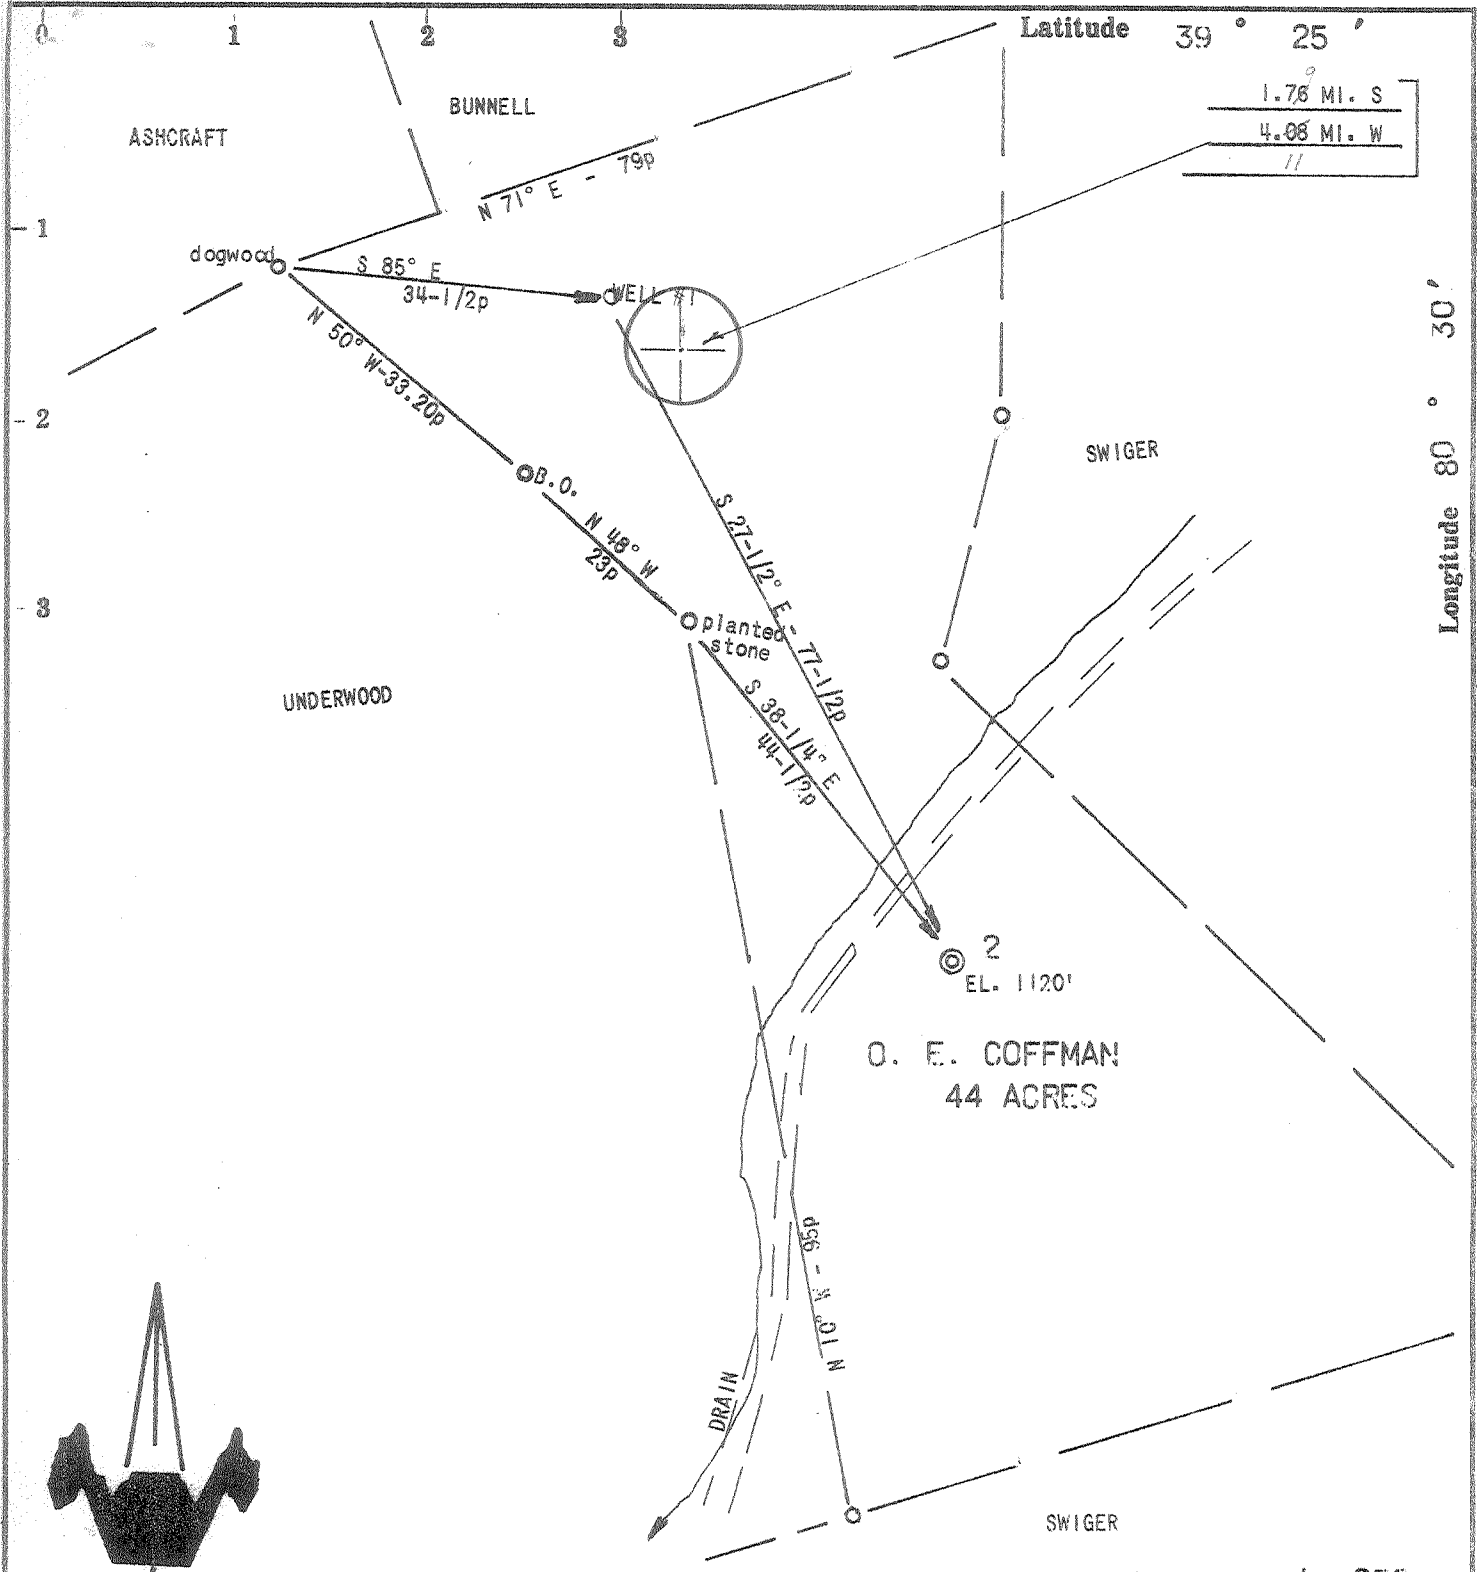 0 1 2 3
Latitude 39 ° 25 '
1.76 MI. S
9
4.08 MI. W
11
BUNNELL
ASHCRAFT
N 71° E - 79p
1
dogwood
S 85° E
34-1/2p
WELL #1
Longitude 80 ° 30'
N 50° W-33.20p
2
SWIGER
B.O.
N 48° W
23p
S 27-1/2° E - 77-1/2p
3
planted
stone
UNDERWOOD
S 38-1/4° E
44-1/2p
2
EL. 1120'
O. E. COFFMAN
44 ACRES
N 10° W - 95p
DRAIN
SWIGER